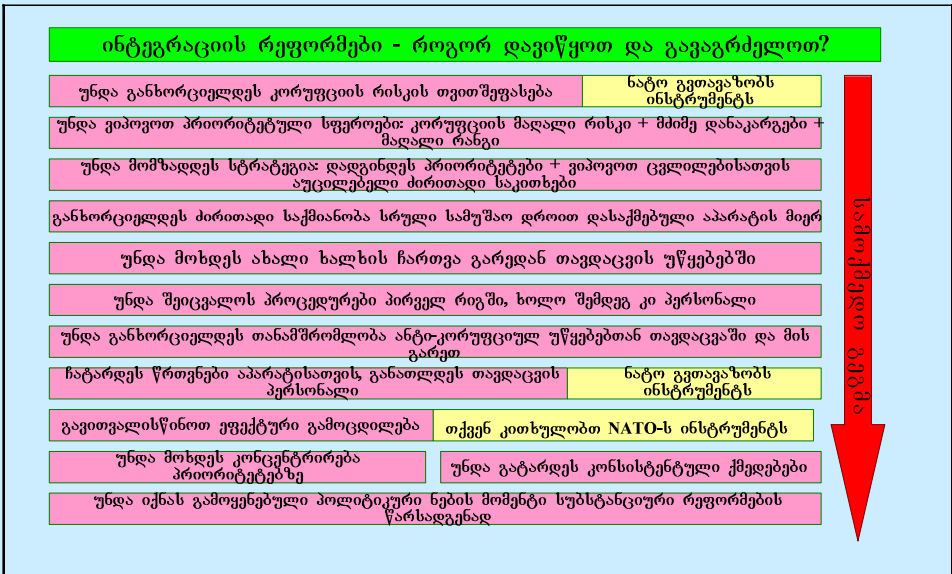 ინტეგრაციის რეფორმები - როგორ დავიწყოთ და გავაგრძელოთ?
უნდა განხორციელდეს კორუფციის რისკის თვითშეფასება
ნატო გვთავაზობს
ინსტრუმენტს
უნდა ვიპოვოთ პრიორიტეტული სფეროები: კორუფციის მაღალი რისკი + მძიმე დანაკარგები +
მაღალი რანგი
უნდა მომზადდეს სტრატეგია: დადგინდეს პრიორიტეტები + ვიპოვოთ ცვლილებისათვის
აუცილებელი ძირითადი საკითხები
განხორციელდეს ძირითადი საქმიანობა სრული სამუშაო დროით დასაქმებული აპარატის მიერ
უნდა მოხდეს ახალი ხალხის ჩართვა გარედან თავდაცვის უწყებებში
უნდა შეიცვალოს პროცედურები პირველ რიგში, ხოლო შემდეგ კი პერსონალი
უნდა განხორციელდეს თანამშრომლობა ანტი-კორუფციულ უწყებებთან თავდაცვაში და მის
გარეთ
ჩატარდეს წრთვნები აპარატისათვის, განათლდეს თავდაცვის
პერსონალი
ნატო გვთავაზობს
ინსტრუმენტს
გავითვალისწინოთ ეფექტური გამოცდილება
თქვენ კითხულობთ NATO-ს ინსტრუმენტს
უნდა მოხდეს კონცენტრირება
პრიორიტეტებზე
უნდა გატარდეს კონსისტენტული ქმედებები
უნდა იქნას გამოყენებული პოლიტიკური ნების მომენტი სუბსტანციური რეფორმების
წარსადგენად
სამოქმედო გეგმა